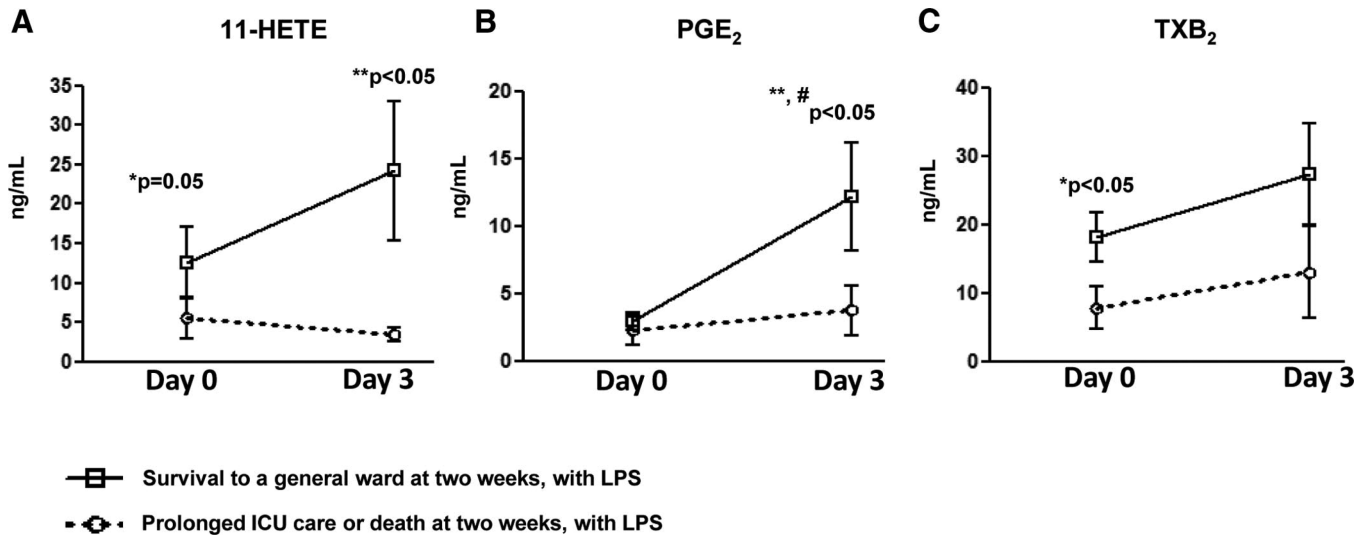 A
11-HETE
ng/mL
35
30
25
20
15
10
5
0
*p=0.05
**p<0.05
Day 0
Day 3
B
PGE2
ng/mL
20
15
10
5
0
**, #
p<0.05
Day 0
Day 3
C
TXB2
ng/mL
40
30
20
10
0
*p<0.05
Day 0
Day 3
Survival to a general ward at two weeks, with LPS
Prolonged ICU care or death at two weeks, with LPS